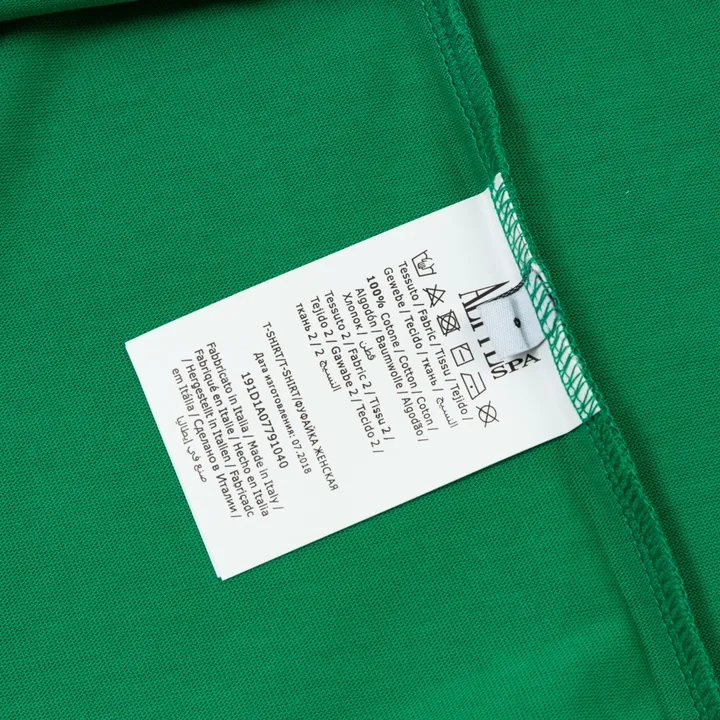 SPA
Tessuto / Fabric / Tissu / Tejido /
Gewebe / Tecido / ткань / النسيج
100% Cotone / Cotton / Coton /
Algodón / Baumwolle / Algodão /
Хлопок / قطن
Tessuto 2 / Fabric 2 / Tissu 2 /
Tejido 2 / Gawabe 2 / Tecido 2 /
ткань 2 / 2 النسيج
T-SHIRT/T-SHIRT/ФУФАЙКА ЖЕНСКАЯ
Дата изготовления: 07.2018
191D1A07791040
Fabbricato in Italia / Made in Italy /
Fabriqué en Italie / Hecho en Italia
/ Hergestellt in Italien / Fabricadc
em Itália / Сделано в Италии /
صنع في إيطاليا